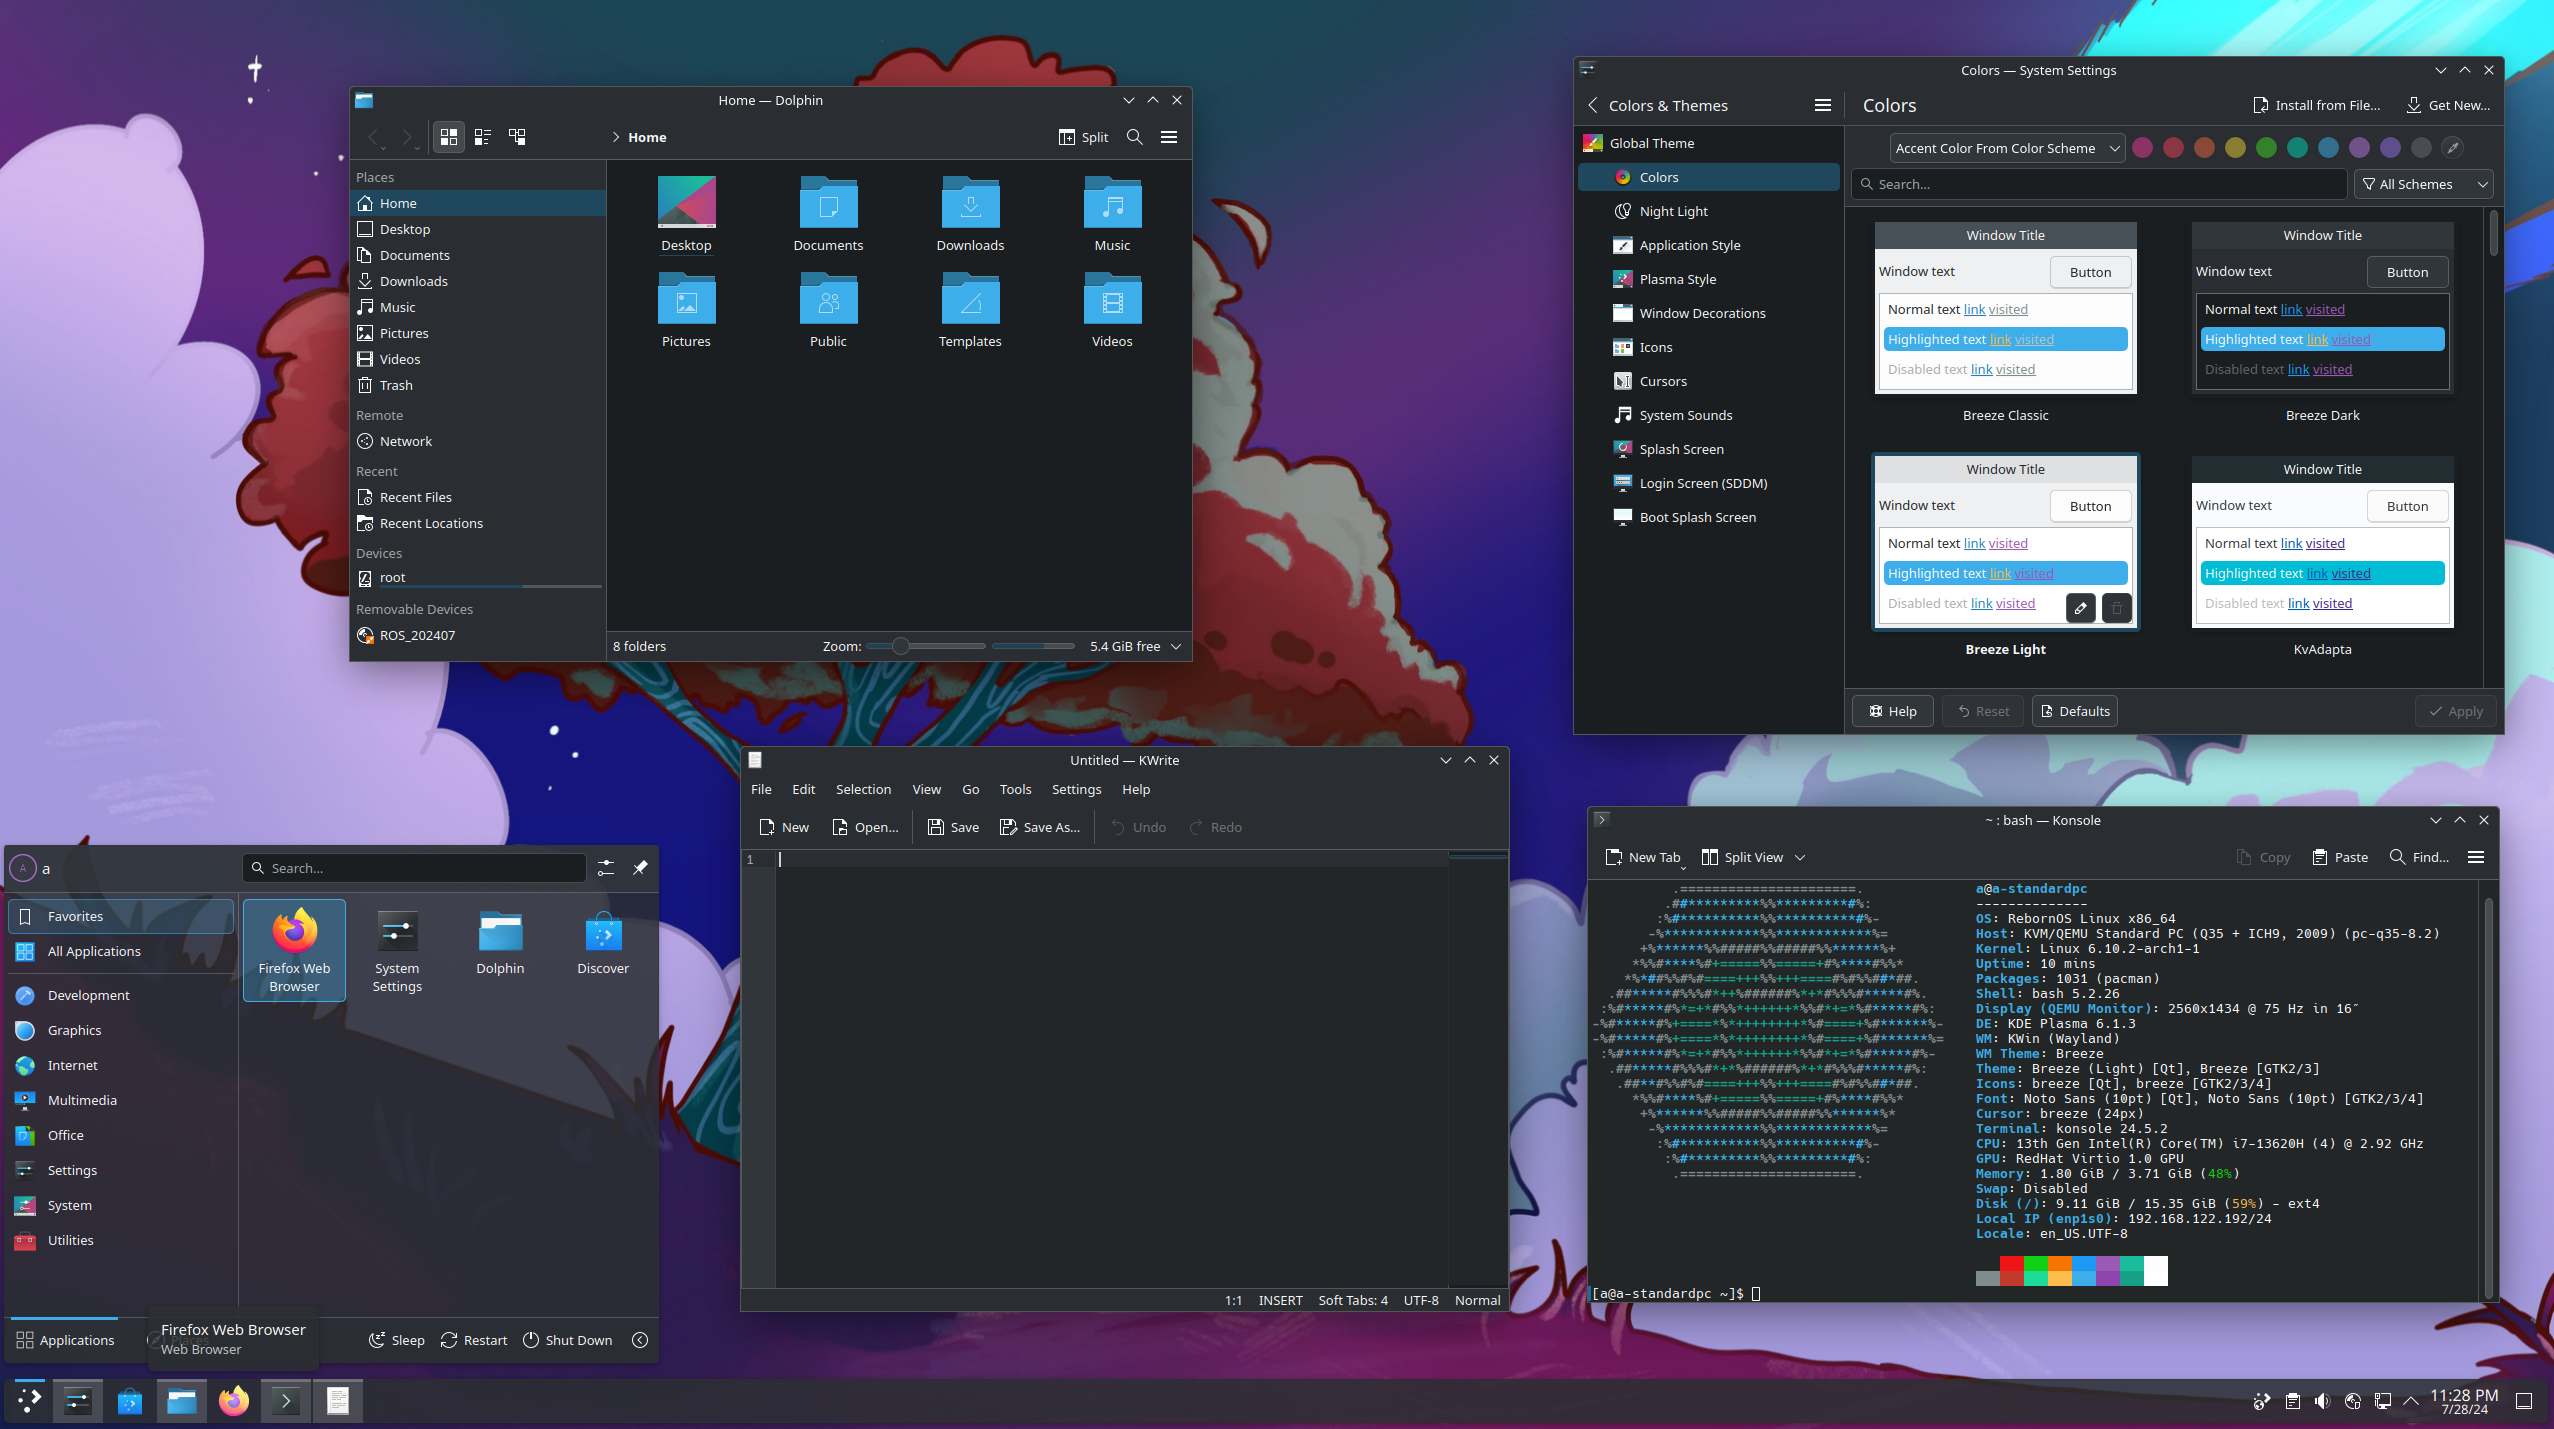 Home — Dolphin
Home
Split
Places
Home
Desktop
Documents
Downloads
Music
Pictures
Videos
Trash
Remote
Network
Recent
Recent Files
Recent Locations
Devices
root
Removable Devices
ROS_202407
Desktop
Documents
Downloads
Music
Pictures
Public
Templates
Videos
8 folders
Zoom:
5.4 GiB free
Colors — System Settings
Colors & Themes
Colors
Install from File...
Get New...
Global Theme
Colors
Night Light
Application Style
Plasma Style
Window Decorations
Icons
Cursors
System Sounds
Splash Screen
Login Screen (SDDM)
Boot Splash Screen
Accent Color From Color Scheme
Search...
All Schemes
Window Title
Window text
Button
Normal text link visited
Highlighted text link visited
Disabled text link visited
Breeze Classic
Window Title
Window text
Button
Normal text link visited
Highlighted text link visited
Disabled text link visited
Breeze Dark
Window Title
Window text
Button
Normal text link visited
Highlighted text link visited
Disabled text link visited
Breeze Light
Window Title
Window text
Button
Normal text link visited
Highlighted text link visited
Disabled text link visited
KvAdapta
Help
Reset
Defaults
Apply
Untitled — KWrite
File Edit Selection View Go Tools Settings Help
New Open... Save Save As... Undo Redo
1
1:1 INSERT Soft Tabs: 4 UTF-8 Normal
~ : bash — Konsole
New Tab Split View Copy Paste Find...
a@a-standardpc
--------------
OS: RebornOS Linux x86_64
Host: KVM/QEMU Standard PC (Q35 + ICH9, 2009) (pc-q35-8.2)
Kernel: Linux 6.10.2-arch1-1
Uptime: 10 mins
Packages: 1031 (pacman)
Shell: bash 5.2.26
Display (QEMU Monitor): 2560x1434 @ 75 Hz in 16″
DE: KDE Plasma 6.1.3
WM: KWin (Wayland)
WM Theme: Breeze
Theme: Breeze (Light) [Qt], Breeze [GTK2/3]
Icons: breeze [Qt], breeze [GTK2/3/4]
Font: Noto Sans (10pt) [Qt], Noto Sans (10pt) [GTK2/3/4]
Cursor: breeze (24px)
Terminal: konsole 24.5.2
CPU: 13th Gen Intel(R) Core(TM) i7-13620H (4) @ 2.92 GHz
GPU: RedHat Virtio 1.0 GPU
Memory: 1.80 GiB / 3.71 GiB (48%)
Swap: Disabled
Disk (/): 9.11 GiB / 15.35 GiB (59%) - ext4
Local IP (enp1s0): 192.168.122.192/24
Locale: en_US.UTF-8
[a@a-standardpc ~]$
A
a
Search...
Favorites
All Applications
Development
Graphics
Internet
Multimedia
Office
Settings
System
Utilities
Firefox Web
Browser
System
Settings
Dolphin
Discover
Applications
Places
Firefox Web Browser
Web Browser
Sleep
Restart
Shut Down
11:28 PM
7/28/24